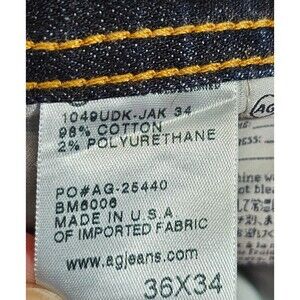 1049UDK-JAK 34
98% COTTON
2% POLYURETHANE
PO#AG-25440
BM6006
MADE IN U.S.A
OF IMPORTED FABRIC
www.agjeans.com
36X34
AG